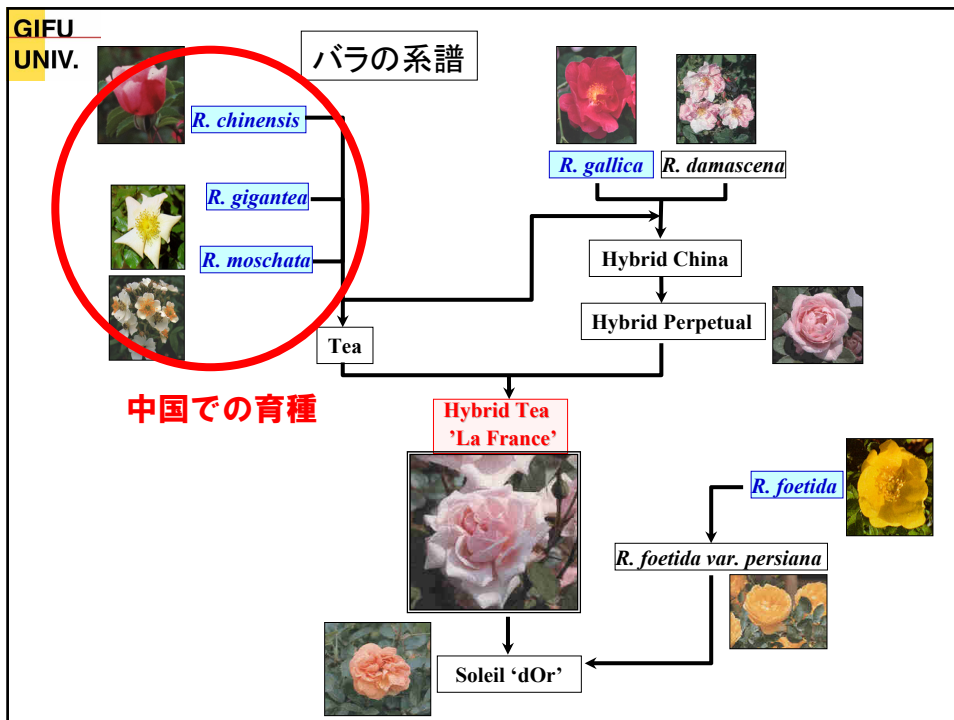 GIFU
UNIV.
バラの系譜
R. chinensis
R. gigantea
R. moschata
R. gallica
R. damascena
Hybrid China
Hybrid Perpetual
Tea
中国での育種
Hybrid Tea
’La France’
R. foetida
R. foetida var. persiana
Soleil ‘dOr’